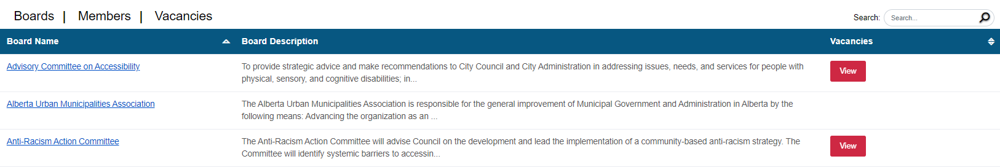 Boards | Members | Vacancies
Search: Search...
Board Name Board Description Vacancies
Advisory Committee on Accessibility To provide strategic advice and make recommendations to City Council and City Administration in addressing issues, needs, and services for people with View
physical, sensory, and cognitive disabilities; in...
Alberta Urban Municipalities Association The Alberta Urban Municipalities Association is responsible for the general improvement of Municipal Government and Administration in Alberta by the
following means: Advancing the organization as an ...
Anti-Racism Action Committee The Anti-Racism Action Committee will advise Council on the development and lead the implementation of a community-based anti-racism strategy. The View
Committee will identify systemic barriers to accessin...